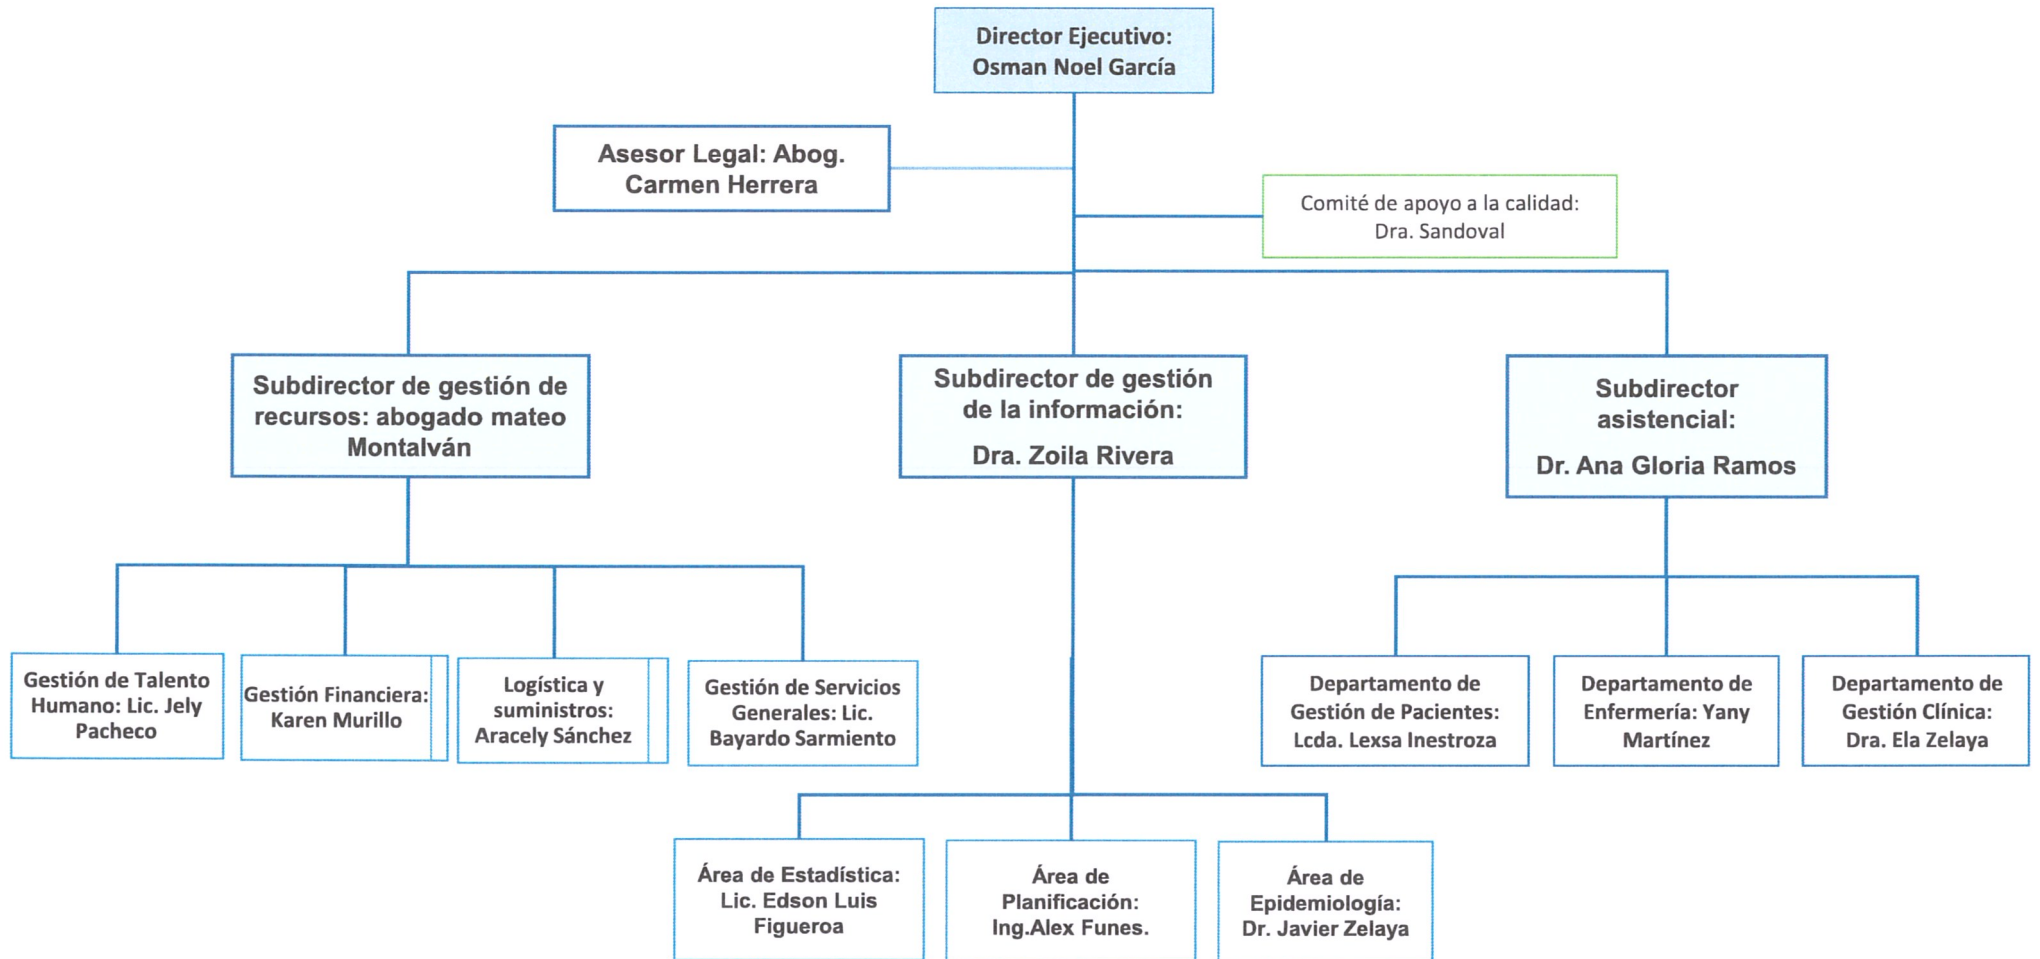 Director Ejecutivo:
Osman Noel García
Asesor Legal: Abog.
Carmen Herrera
Comité de apoyo a la calidad:
Dra. Sandoval
Subdirector de gestión de
recursos: abogado mateo
Montalván
Subdirector de gestión
de la información:
Dra. Zoila Rivera
Subdirector
asistencial:
Dr. Ana Gloria Ramos
Gestión de Talento
Humano: Lic. Jely
Pacheco
Gestión Financiera:
Karen Murillo
Logística y
suministros:
Aracely Sánchez
Gestión de Servicios
Generales: Lic.
Bayardo Sarmiento
Departamento de
Gestión de Pacientes:
Lcda. Lexsa Inestroza
Departamento de
Enfermería: Yany
Martínez
Departamento de
Gestión Clínica:
Dra. Ela Zelaya
Área de Estadística:
Lic. Edson Luis
Figueroa
Área de
Planificación:
Ing.Alex Funes.
Área de
Epidemiología:
Dr. Javier Zelaya